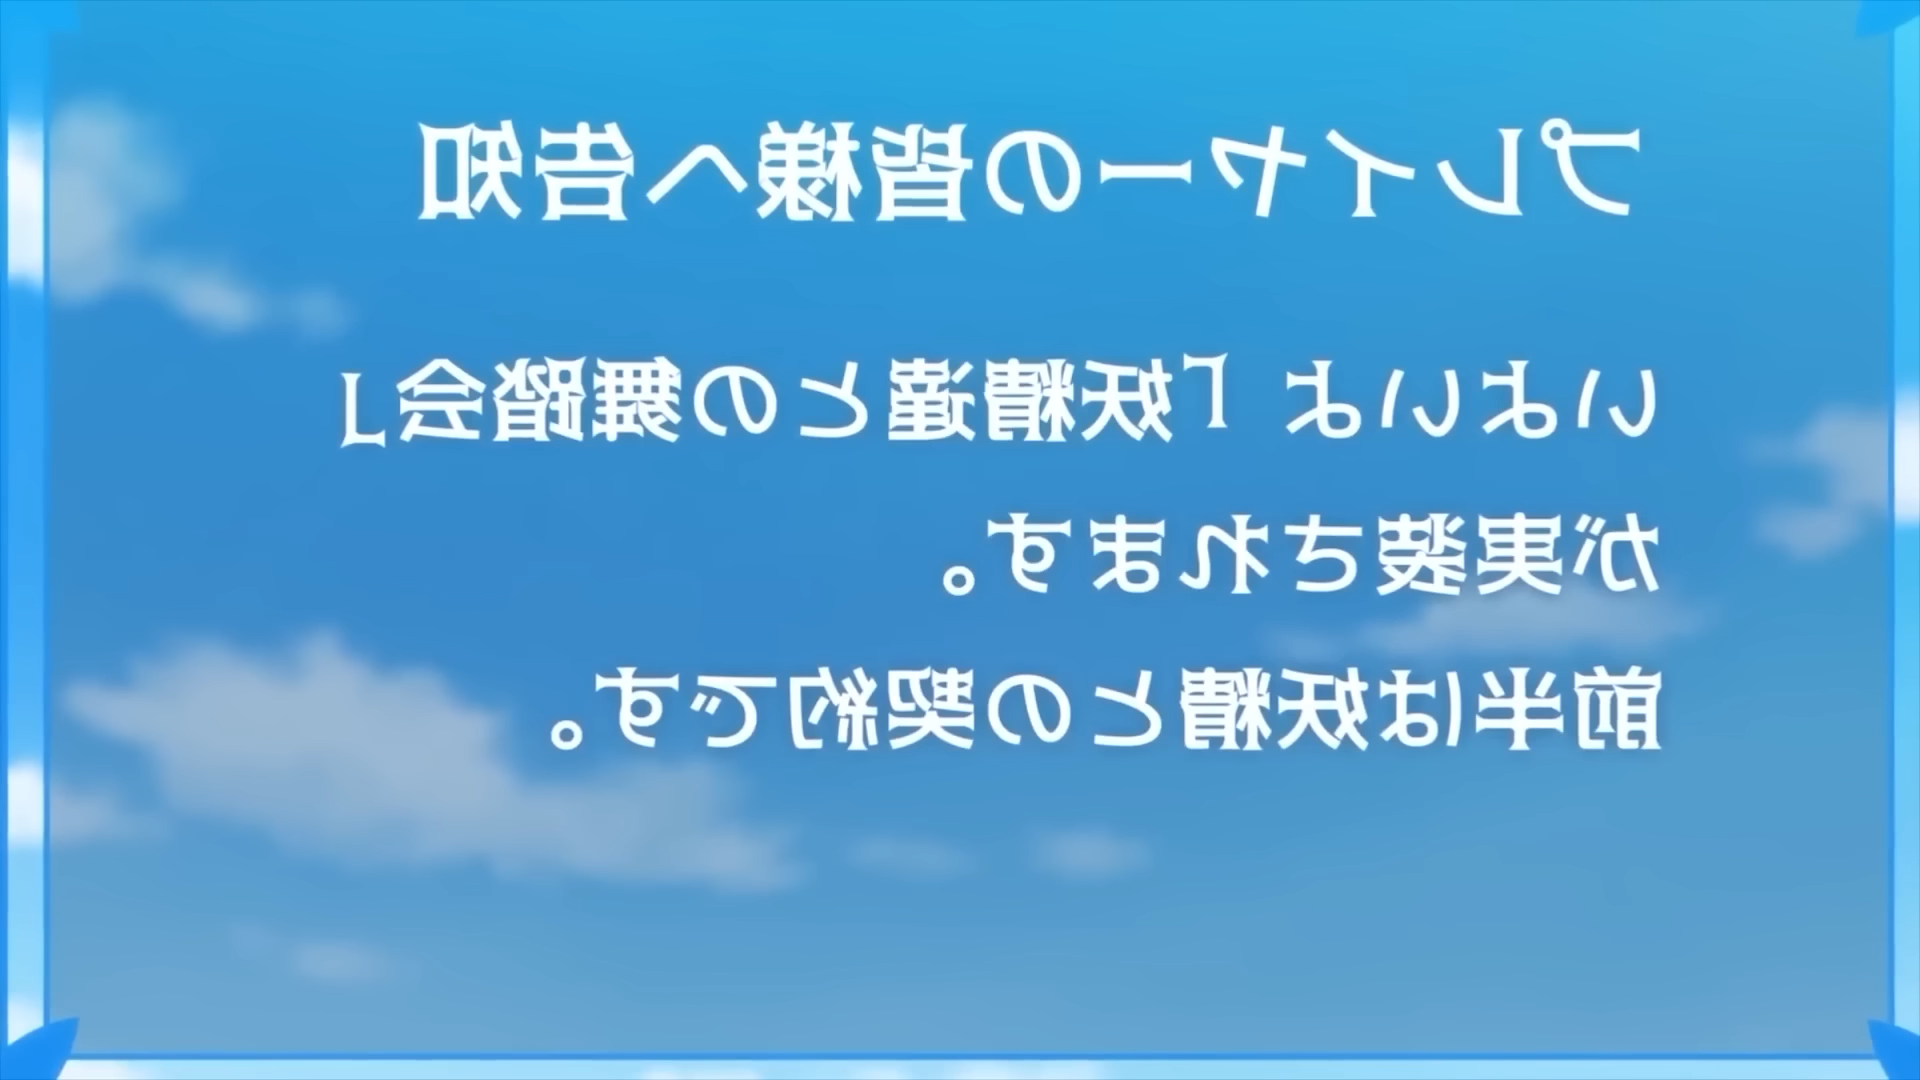 プレイヤーの皆様へ告知
いよいよ「妖精達との舞踏会」
が実装されます。
前半は妖精との契約です。